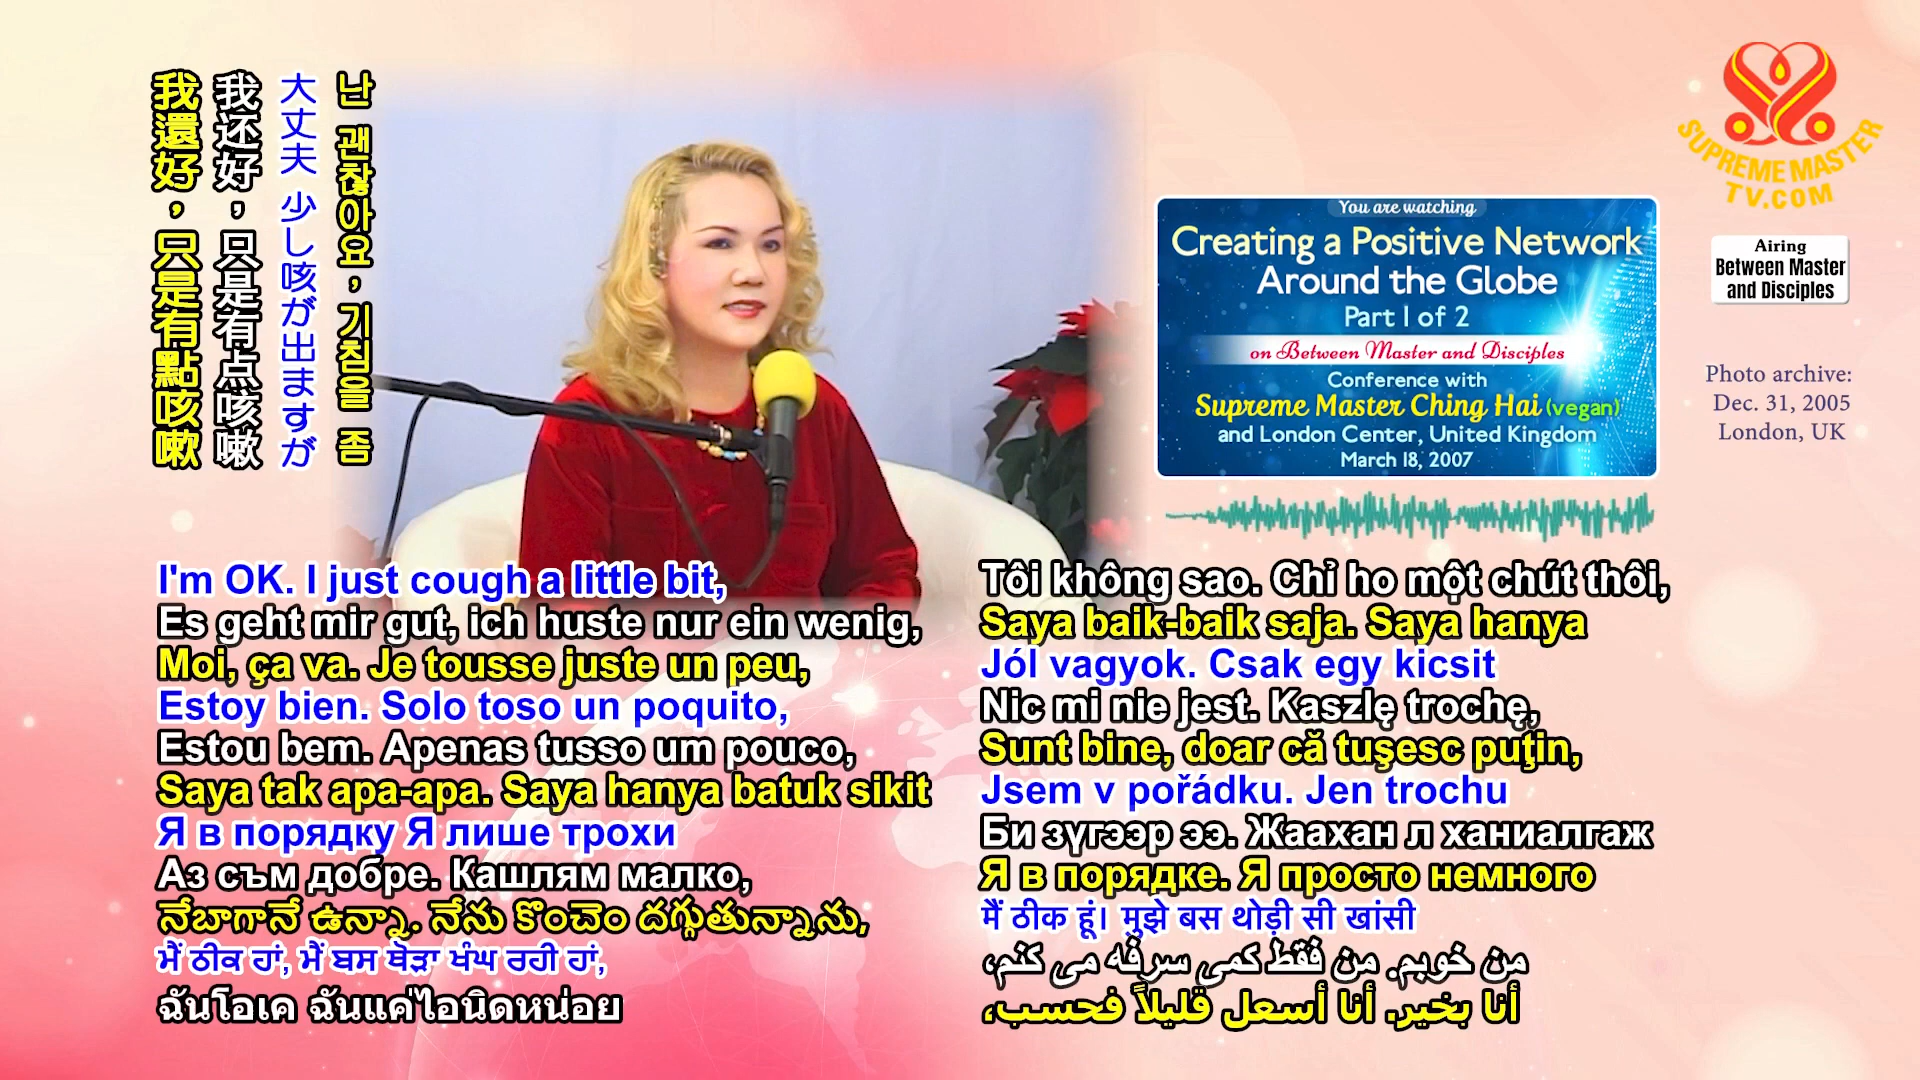 我還好，只是有點咳嗽
我还好，只是有点咳嗽
大丈夫 少し咳が出ますが
난 괜찮아요, 기침을 좀
SUPREME MASTER
TV.COM
Airing
Between Master
and Disciples
Photo archive:
Dec. 31, 2005
London, UK
You are watching
Creating a Positive Network
Around the Globe
Part 1 of 2
on Between Master and Disciples
Conference with
Supreme Master Ching Hai (vegan)
and London Center, United Kingdom
March 18, 2007
I'm OK. I just cough a little bit,
Es geht mir gut, ich huste nur ein wenig,
Moi, ça va. Je tousse juste un peu,
Estoy bien. Solo toso un poquito,
Estou bem. Apenas tusso um pouco,
Saya tak apa-apa. Saya hanya batuk sikit
Я в порядку Я лише трохи
Аз съм добре. Кашлям малко,
నేబాగానే ఉన్నా. నేను కొంచెం దగ్గుతున్నాను,
ਮੈਂ ਠੀਕ ਹਾਂ, ਮੈਂ ਬਸ ਥੋੜਾ ਖੰਘ ਰਹੀ ਹਾਂ,
ฉันโอเค ฉันแค่ไอนิดหน่อย
Tôi không sao. Chỉ ho một chút thôi,
Saya baik-baik saja. Saya hanya
Jól vagyok. Csak egy kicsit
Nic mi nie jest. Kaszlę trochę,
Sunt bine, doar că tuşesc puţin,
Jsem v pořádku. Jen trochu
Би зүгээр ээ. Жаахан л ханиалгаж
Я в порядке. Я просто немного
मैं ठीक हूं। मुझे बस थोड़ी सी खांसी
من خوبم. من فقط کمی سرفه می کنم،
أنا بخير. أنا أسعل قليلاً فحسب،